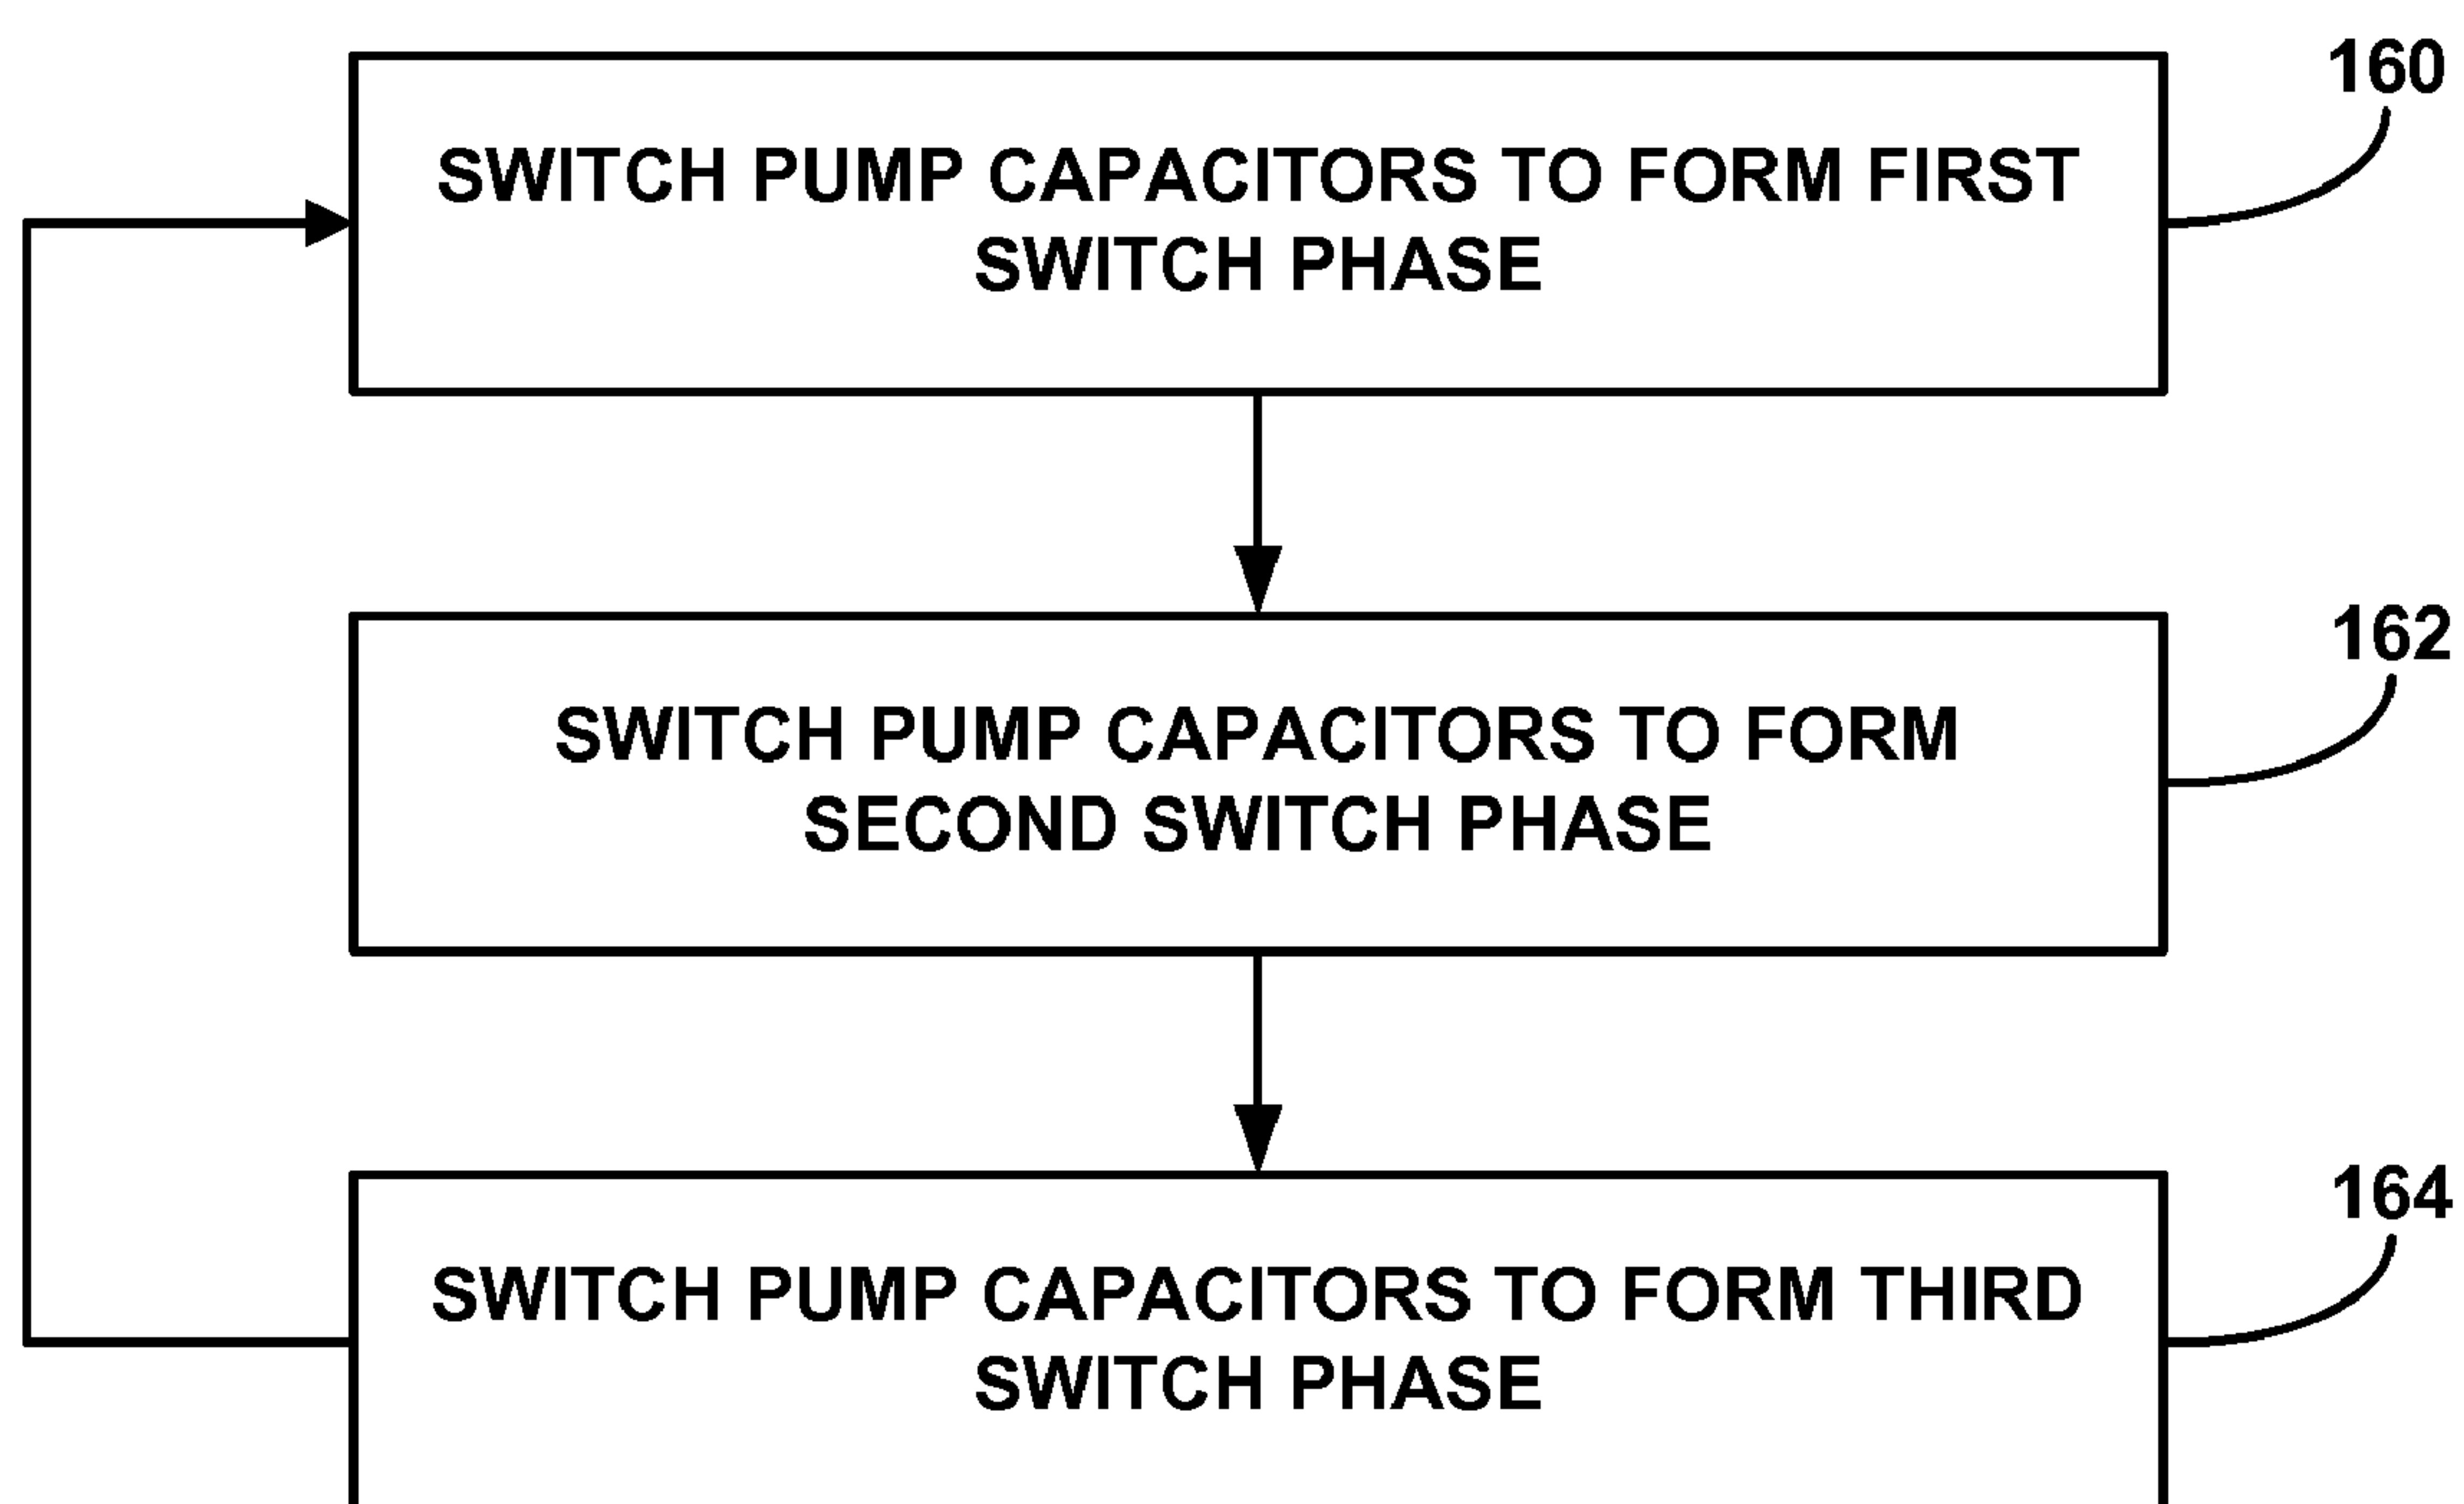 160
SWITCH PUMP CAPACITORS TO FORM FIRST
SWITCH PHASE
162
SWITCH PUMP CAPACITORS TO FORM
SECOND SWITCH PHASE
164
SWITCH PUMP CAPACITORS TO FORM THIRD
SWITCH PHASE